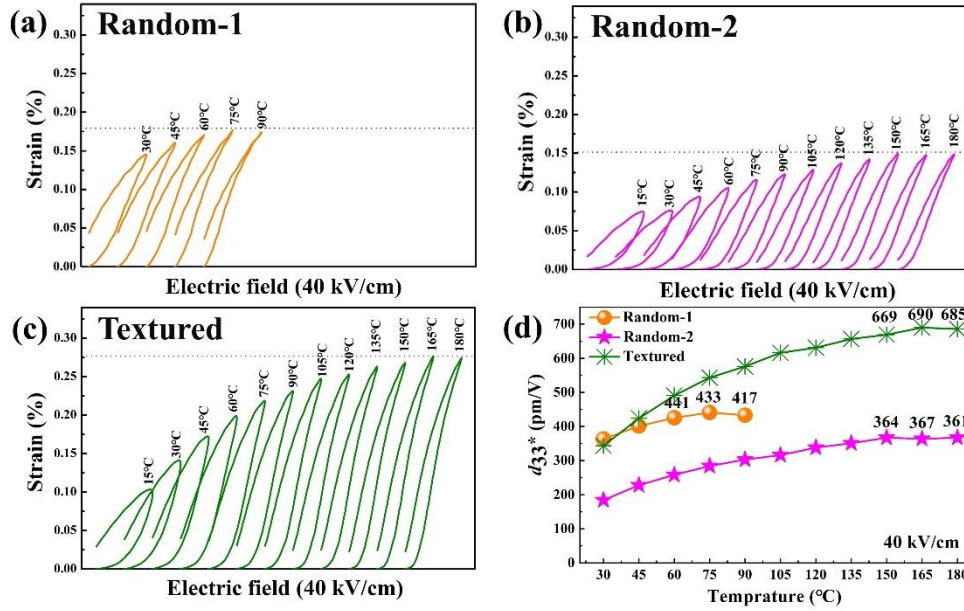 (a) Random-1
0.30
0.25
0.20
0.15
0.10
0.05
0.00
Strain (%)
30°C
45°C
60°C
75°C
90°C
Electric field (40 kV/cm)
(b) Random-2
0.30
0.25
0.20
0.15
0.10
0.05
0.00
Strain (%)
15°C
30°C
45°C
60°C
75°C
90°C
105°C
120°C
135°C
150°C
165°C
180°C
Electric field (40 kV/cm)
(c) Textured
0.30
0.25
0.20
0.15
0.10
0.05
0.00
Strain (%)
15°C
30°C
45°C
60°C
75°C
90°C
105°C
120°C
135°C
150°C
165°C
180°C
Electric field (40 kV/cm)
(d)
Random-1
Random-2
Textured
700
600
500
400
300
200
100
0
d33* (pm/V)
669 690 685
441 433 417
364 367 361
40 kV/cm
30 45 60 75 90 105 120 135 150 165 180
Temprature (°C)